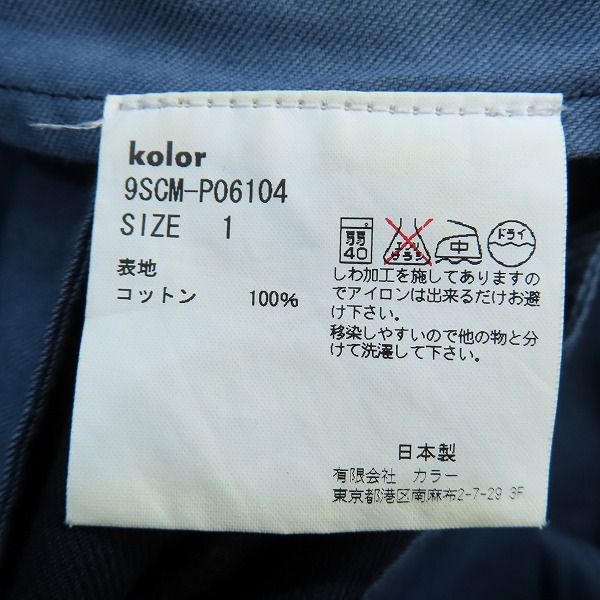 kolor
9SCM-P06104
SIZE 1
弱
40
エンソ
サラシ
中
ドライ
表地
コットン 100%
しわ加工を施してありますの
でアイロンは出来るだけお避
け下さい。
移染しやすいので他の物と分
けて洗濯して下さい。
日本製
有限会社 カラー
東京都港区南麻布2-7-29 3F